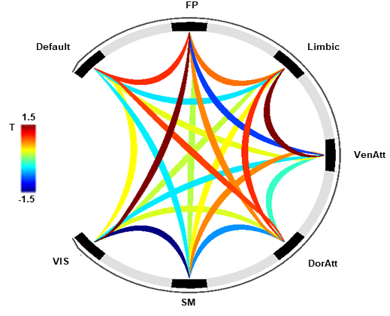 FP
Default
Limbic
1.5
T
-1.5
VenAtt
VIS
DorAtt
SM